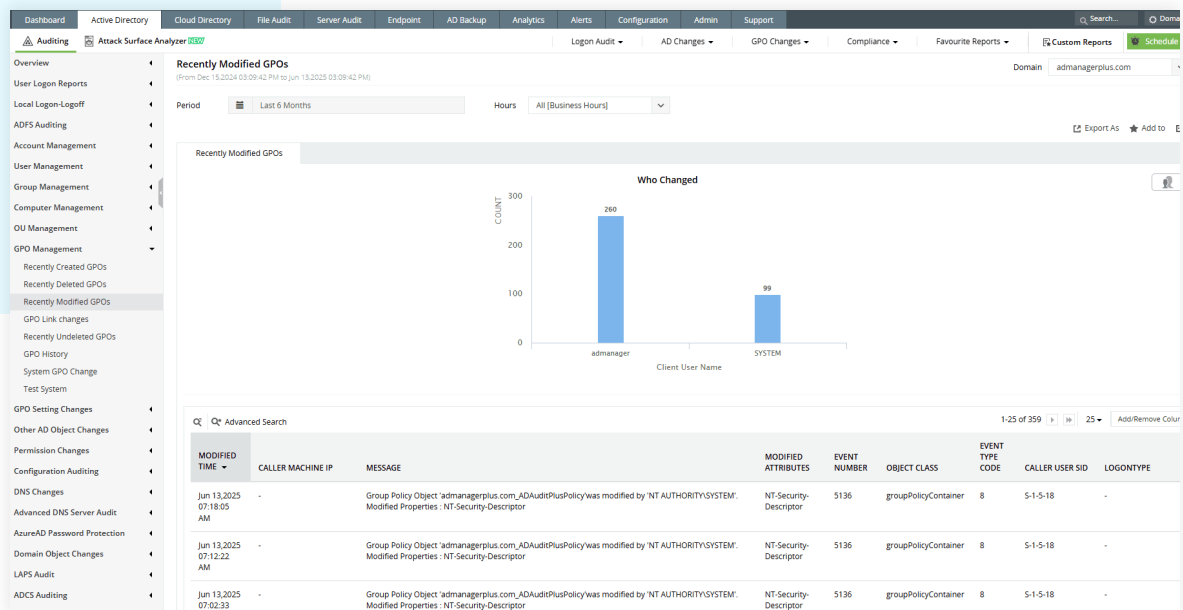 Dashboard Active Directory Cloud Directory File Audit Server Audit Endpoint AD Backup Analytics Alerts Configuration Admin Support Search...
Auditing Attack Surface Analyzer NEW Logon Audit AD Changes GPO Changes Compliance Favourite Reports Custom Reports Schedule
Overview
User Logon Reports
Local Logon-Logoff
ADFS Auditing
Account Management
User Management
Group Management
Computer Management
OU Management
GPO Management
Recently Created GPOs
Recently Deleted GPOs
Recently Modified GPOs
GPO Link changes
Recently Undeleted GPOs
GPO History
System GPO Change
Test System
GPO Setting Changes
Other AD Object Changes
Permission Changes
Configuration Auditing
DNS Changes
Advanced DNS Server Audit
AzureAD Password Protection
Domain Object Changes
LAPS Audit
ADCS Auditing
Recently Modified GPOs
(From Dec 15,2024 03:09:42 PM to Jun 13,2025 03:09:42 PM)
Domain admanagerplus.com
Period Last 6 Months Hours All [Business Hours]
Export As Add to
Recently Modified GPOs
Who Changed
COUNT
300
200
100
0
260
99
admanager SYSTEM
Client User Name
Advanced Search 1-25 of 359 25 Add/Remove Colu
MODIFIED TIME CALLER MACHINE IP MESSAGE MODIFIED ATTRIBUTES EVENT NUMBER OBJECT CLASS EVENT TYPE CODE CALLER USER SID LOGONTYPE
Jun 13,2025 - Group Policy Object 'admanagerplus.com_ADAuditPlusPolicy'was modified by 'NT AUTHORITY\SYSTEM'. NT-Security- 5136 groupPolicyContainer 8 S-1-5-18 -
07:18:05 Modified Properties : NT-Security-Descriptor Descriptor
AM
Jun 13,2025 - Group Policy Object 'admanagerplus.com_ADAuditPlusPolicy'was modified by 'NT AUTHORITY\SYSTEM'. NT-Security- 5136 groupPolicyContainer 8 S-1-5-18 -
07:12:22 Modified Properties : NT-Security-Descriptor Descriptor
AM
Jun 13,2025 - Group Policy Object 'admanagerplus.com_ADAuditPlusPolicy'was modified by 'NT AUTHORITY\SYSTEM'. NT-Security- 5136 groupPolicyContainer 8 S-1-5-18 -
07:02:33 Modified Properties : NT-Security-Descriptor Descriptor